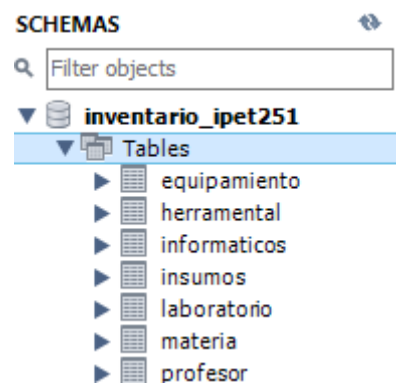 SCHEMAS
Filter objects
inventario_ipet251
Tables
equipamiento
herramental
informaticos
insumos
laboratorio
materia
profesor